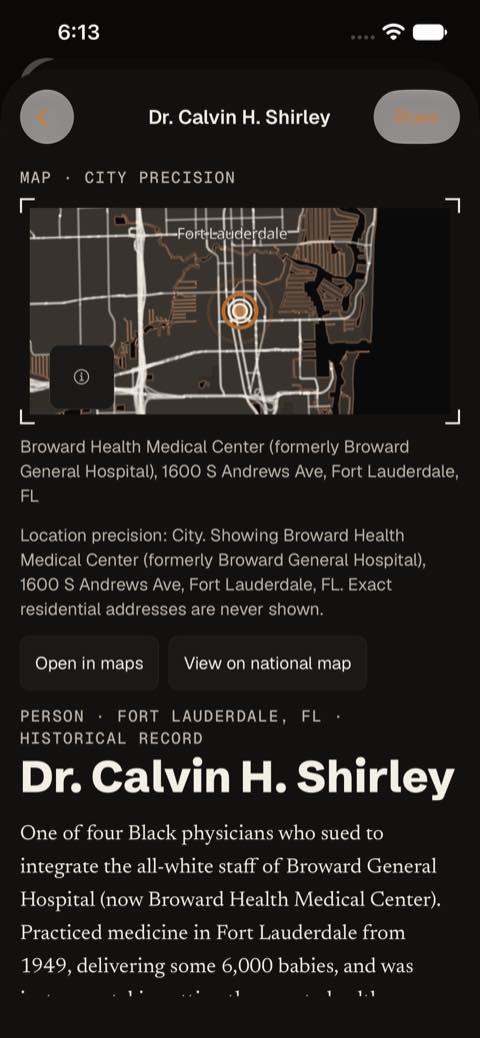 6:13
Dr. Calvin H. Shirley
Share
MAP · CITY PRECISION
Fort Lauderdale
Broward Health Medical Center (formerly Broward
General Hospital), 1600 S Andrews Ave, Fort Lauderdale,
FL
Location precision: City. Showing Broward Health
Medical Center (formerly Broward General Hospital),
1600 S Andrews Ave, Fort Lauderdale, FL. Exact
residential addresses are never shown.
Open in maps
View on national map
PERSON · FORT LAUDERDALE, FL ·
HISTORICAL RECORD
Dr. Calvin H. Shirley
One of four Black physicians who sued to
integrate the all-white staff of Broward General
Hospital (now Broward Health Medical Center).
Practiced medicine in Fort Lauderdale from
1949, delivering some 6,000 babies, and was